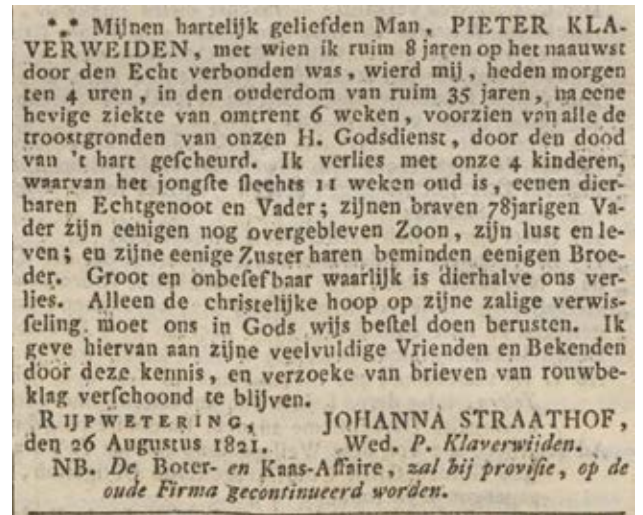 *⁎* Mijnen hartelijk geliefden Man, PIETER KLA-
VERWEIDEN, met wien ik ruim 8 jaren op het naauwst
door den Echt verbonden was, wierd mij, heden morgen
ten 4 uren, in den ouderdom van ruim 35 jaren, na eene
hevige ziekte van omtrent 6 weken, voorzien van alle de
troostgronden van onzen H. Godsdienst, door den dood
van 't hart gescheurd. Ik verlies met onze 4 kinderen,
waarvan het jongſte ſlechts 11 weken oud is, eenen dier-
baren Echtgenoot en Vader; zijnen braven 78jarigen Va-
der zijn eenigen nog overgebleven Zoon, zijn lust en le-
ven; en zijne eenige Zuster haren beminden eenigen Broe-
der. Groot en onbeſefbaar waarlijk is dierhalve ons ver-
lies. Alleen de christelijke hoop op zijne zalige verwis-
ſeling moet ons in Gods wijs beſtel doen berusten. Ik
geve hiervan aan zijne veelvuldige Vrienden en Bekenden
door deze kennis, en verzoeke van brieven van rouwbe-
klag verſchoond te blijven.
RIJPWETERING, JOHANNA STRAATHOF,
den 26 Augustus 1821. Wed. P. Klaverwijden.
NB. De Boter- en Kaas-Affaire, zal bij proviſie, op de
oude Firma gecontinueerd worden.